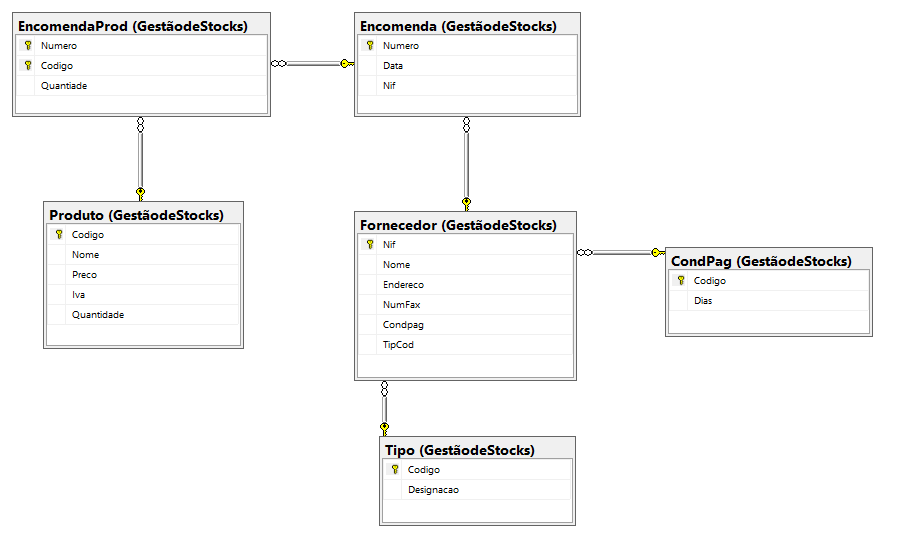 EncomendaProd (GestãodeStocks)
Numero
Codigo
Quantiade
Encomenda (GestãodeStocks)
Numero
Data
Nif
Produto (GestãodeStocks)
Codigo
Nome
Preco
Iva
Quantidade
Fornecedor (GestãodeStocks)
Nif
Nome
Endereco
NumFax
Condpag
TipCod
CondPag (GestãodeStocks)
Codigo
Dias
Tipo (GestãodeStocks)
Codigo
Designacao